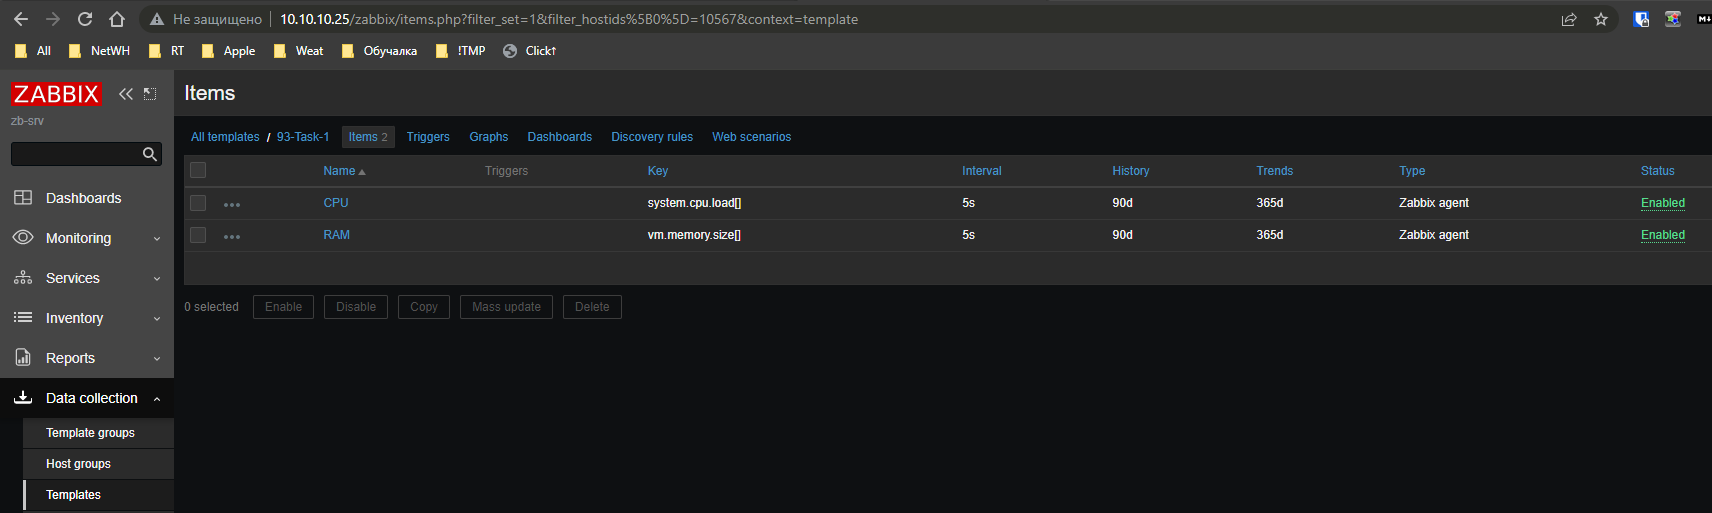 Не защищено 10.10.10.25/zabbix/items.php?filter_set=1&filter_hostids%5B0%5D=10567&context=template
All NetWH RT Apple Weat Обучалка !TMP Click↑
ZABBIX
zb-srv
Items
All templates / 93-Task-1 Items 2 Triggers Graphs Dashboards Discovery rules Web scenarios
Name Triggers Key Interval History Trends Type Status
CPU system.cpu.load[] 5s 90d 365d Zabbix agent Enabled
RAM vm.memory.size[] 5s 90d 365d Zabbix agent Enabled
0 selected Enable Disable Copy Mass update Delete
Dashboards
Monitoring
Services
Inventory
Reports
Data collection
Template groups
Host groups
Templates